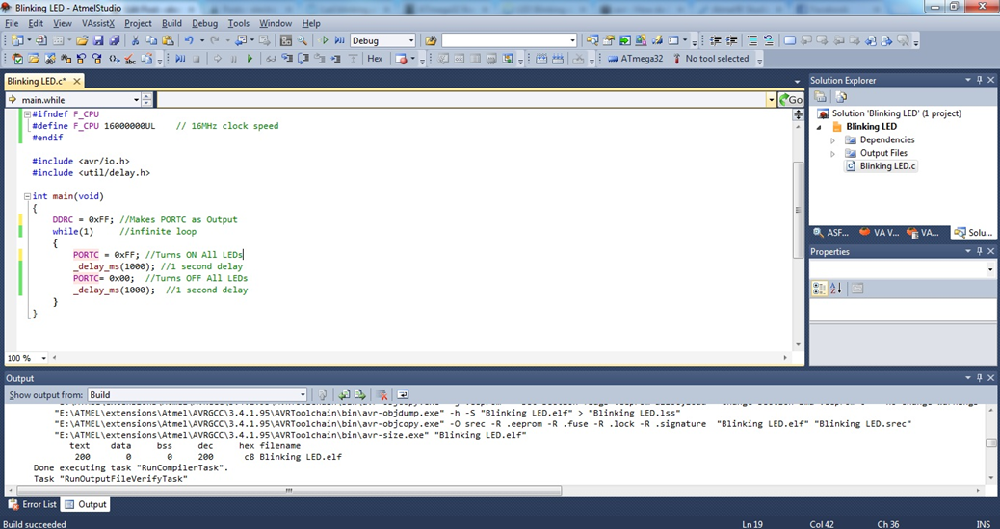 Blinking LED - AtmelStudio
File Edit View VAssistX Project Build Debug Tools Window Help
Debug
Hex ATmega32 No tool selected
Blinking LED.c*
main.while Go
#ifndef F_CPU
#define F_CPU 16000000UL // 16MHz clock speed
#endif
#include <avr/io.h>
#include <util/delay.h>
int main(void)
{
DDRC = 0xFF; //Makes PORTC as Output
while(1) //infinite loop
{
PORTC = 0xFF; //Turns ON All LEDs
_delay_ms(1000); //1 second delay
PORTC= 0x00; //Turns OFF All LEDs
_delay_ms(1000); //1 second delay
}
}
100 %
Solution Explorer
Solution 'Blinking LED' (1 project)
Blinking LED
Dependencies
Output Files
Blinking LED.c
ASF... VA V... VA... Solu...
Properties
Output
Show output from: Build
"E:\ATMEL\extensions\Atmel\AVRGCC\3.4.1.95\AVRToolchain\bin\avr-objdump.exe" -h -S "Blinking LED.elf" > "Blinking LED.lss"
"E:\ATMEL\extensions\Atmel\AVRGCC\3.4.1.95\AVRToolchain\bin\avr-objcopy.exe" -O srec -R .eeprom -R .fuse -R .lock -R .signature "Blinking LED.elf" "Blinking LED.srec"
"E:\ATMEL\extensions\Atmel\AVRGCC\3.4.1.95\AVRToolchain\bin\avr-size.exe" "Blinking LED.elf"
text data bss dec hex filename
200 0 0 200 c8 Blinking LED.elf
Done executing task "RunCompilerTask".
Task "RunOutputFileVerifyTask"
Error List Output
Build succeeded Ln 19 Col 42 Ch 36 INS